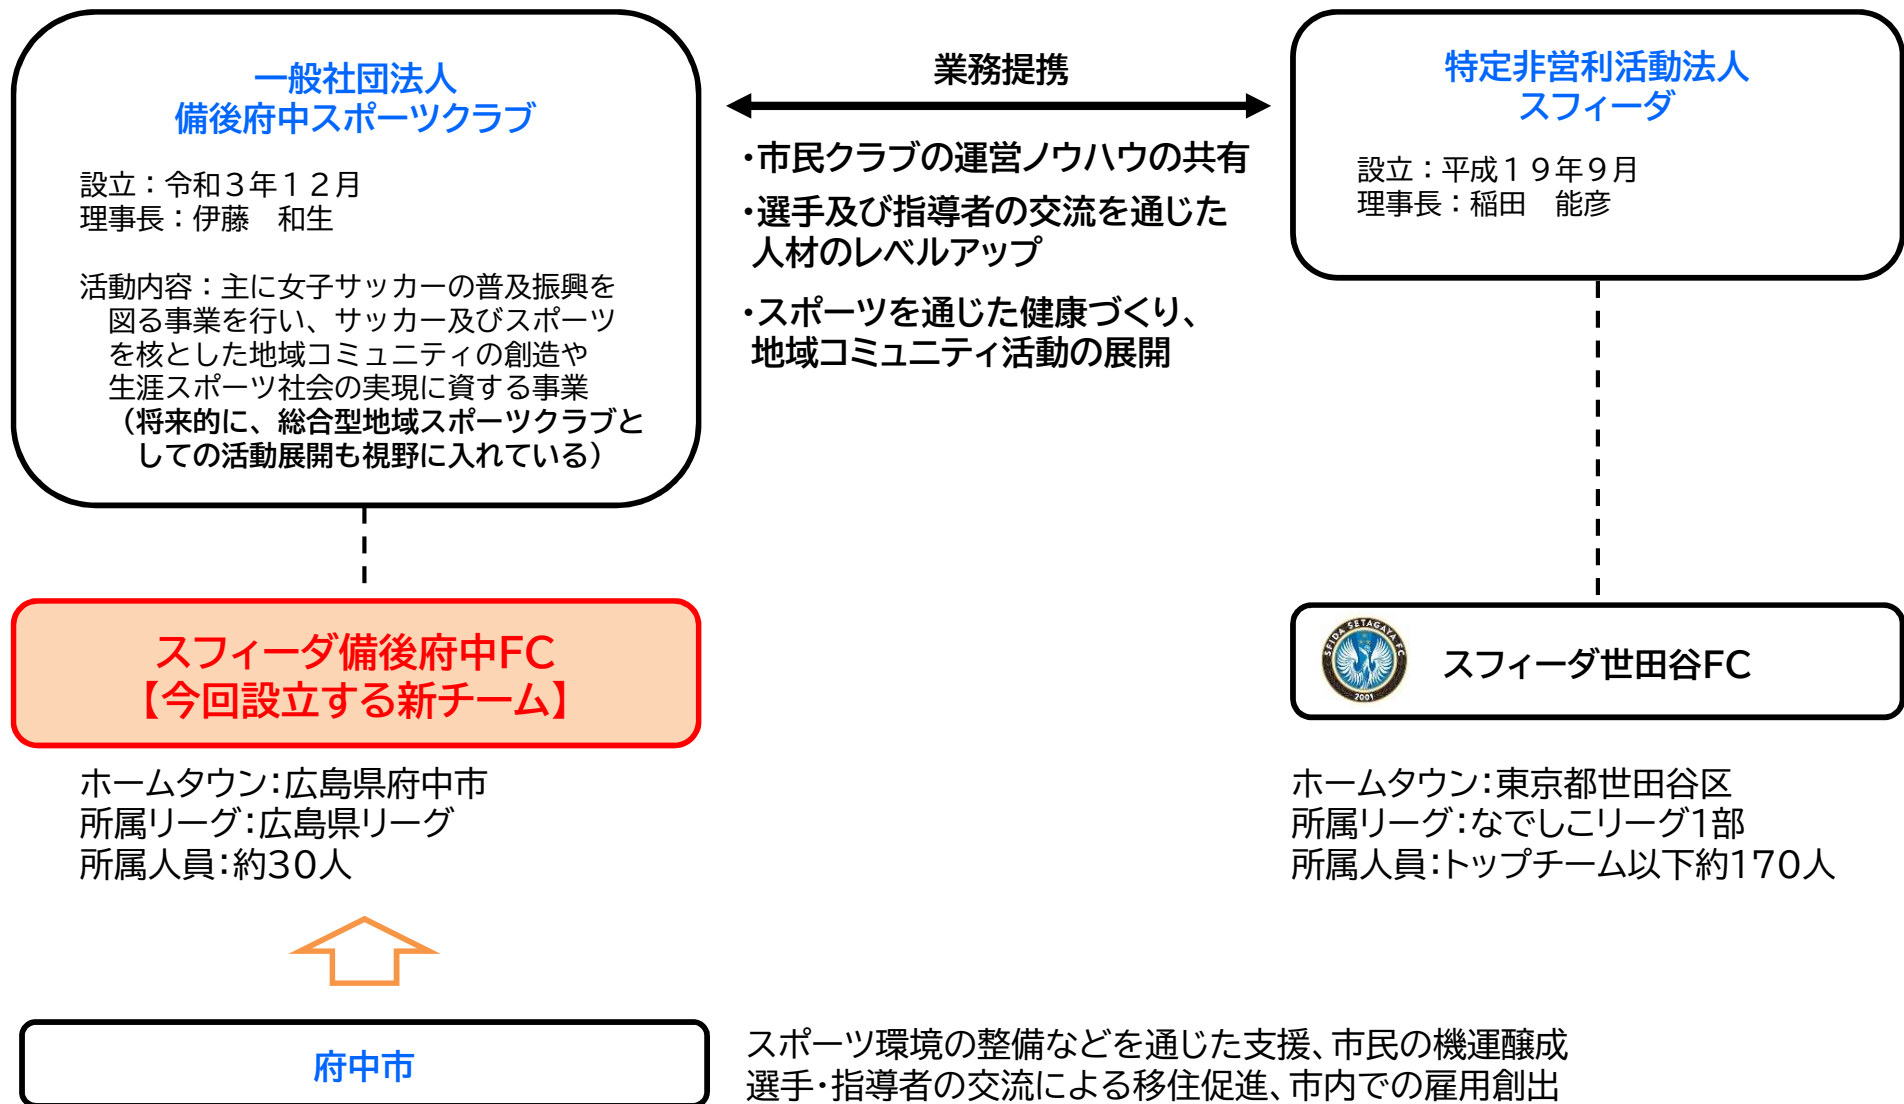 一般社団法人
備後府中スポーツクラブ
設立：令和３年１２月
理事長：伊藤　和生
活動内容：主に女子サッカーの普及振興を
図る事業を行い、サッカー及びスポーツ
を核とした地域コミュニティの創造や
生涯スポーツ社会の実現に資する事業
（将来的に、総合型地域スポーツクラブと
しての活動展開も視野に入れている）
業務提携
・市民クラブの運営ノウハウの共有
・選手及び指導者の交流を通じた
人材のレベルアップ
・スポーツを通じた健康づくり、
地域コミュニティ活動の展開
特定非営利活動法人
スフィーダ
設立：平成１９年９月
理事長：稲田　能彦
スフィーダ備後府中FC
【今回設立する新チーム】
ホームタウン：広島県府中市
所属リーグ：広島県リーグ
所属人員：約30人
SFIDA SETAGAYA FC
2001
スフィーダ世田谷FC
ホームタウン：東京都世田谷区
所属リーグ：なでしこリーグ1部
所属人員：トップチーム以下約170人
府中市
スポーツ環境の整備などを通じた支援、市民の機運醸成
選手・指導者の交流による移住促進、市内での雇用創出